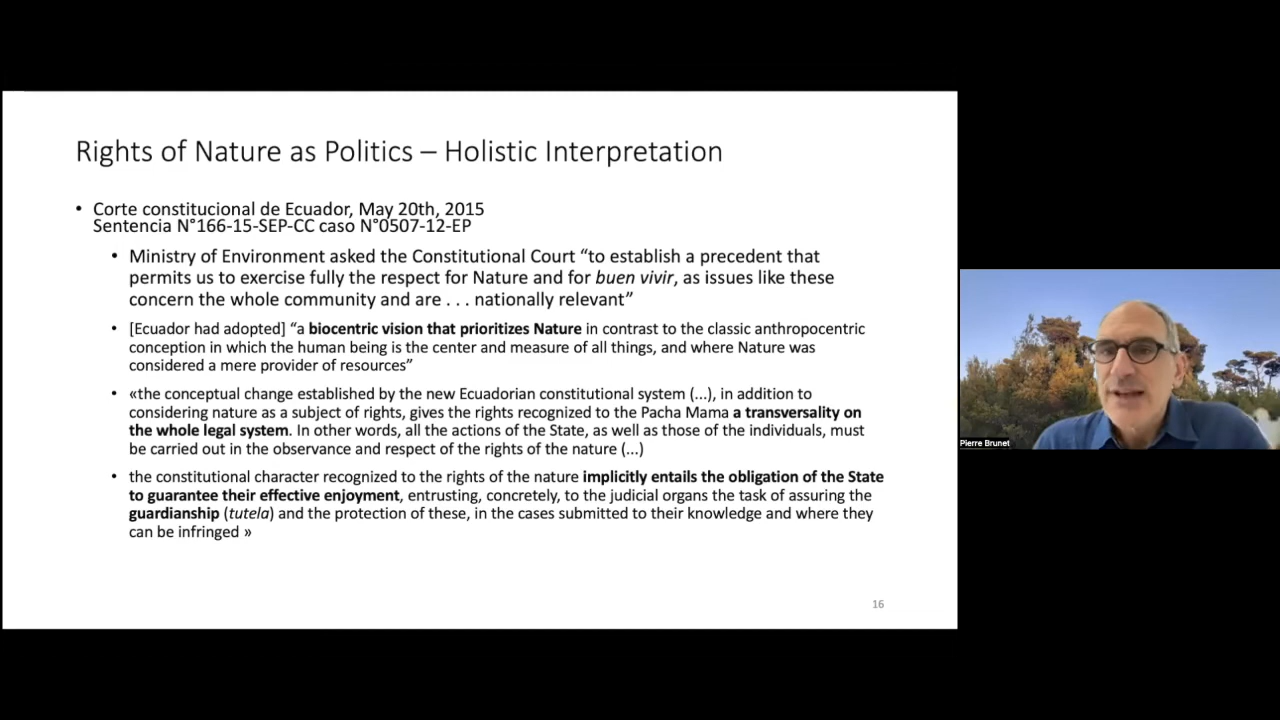 Rights of Nature as Politics – Holistic Interpretation
• Corte constitucional de Ecuador, May 20th, 2015
Sentencia N°166-15-SEP-CC caso N°0507-12-EP
• Ministry of Environment asked the Constitutional Court “to establish a precedent that
permits us to exercise fully the respect for Nature and for buen vivir, as issues like these
concern the whole community and are . . . nationally relevant”
• [Ecuador had adopted] “a biocentric vision that prioritizes Nature in contrast to the classic anthropocentric
conception in which the human being is the center and measure of all things, and where Nature was
considered a mere provider of resources”
• «the conceptual change established by the new Ecuadorian constitutional system (...), in addition to
considering nature as a subject of rights, gives the rights recognized to the Pacha Mama a transversality on
the whole legal system. In other words, all the actions of the State, as well as those of the individuals, must
be carried out in the observance and respect of the rights of the nature (...)
• the constitutional character recognized to the rights of the nature implicitly entails the obligation of the State
to guarantee their effective enjoyment, entrusting, concretely, to the judicial organs the task of assuring the
guardianship (tutela) and the protection of these, in the cases submitted to their knowledge and where they
can be infringed »
16
Pierre Brunet